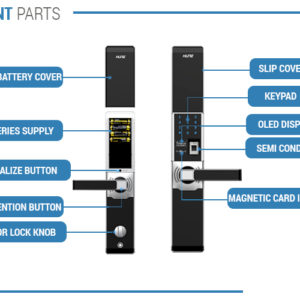 NT PARTS
BATTERY COVER
ERIES SUPPLY
ALIZE BUTTON
ENTION BUTTON
OR LOCK KNOB
SLIP COVE
KEYPAD
OLED DISP
SEMI COND
MAGNETIC CARD I